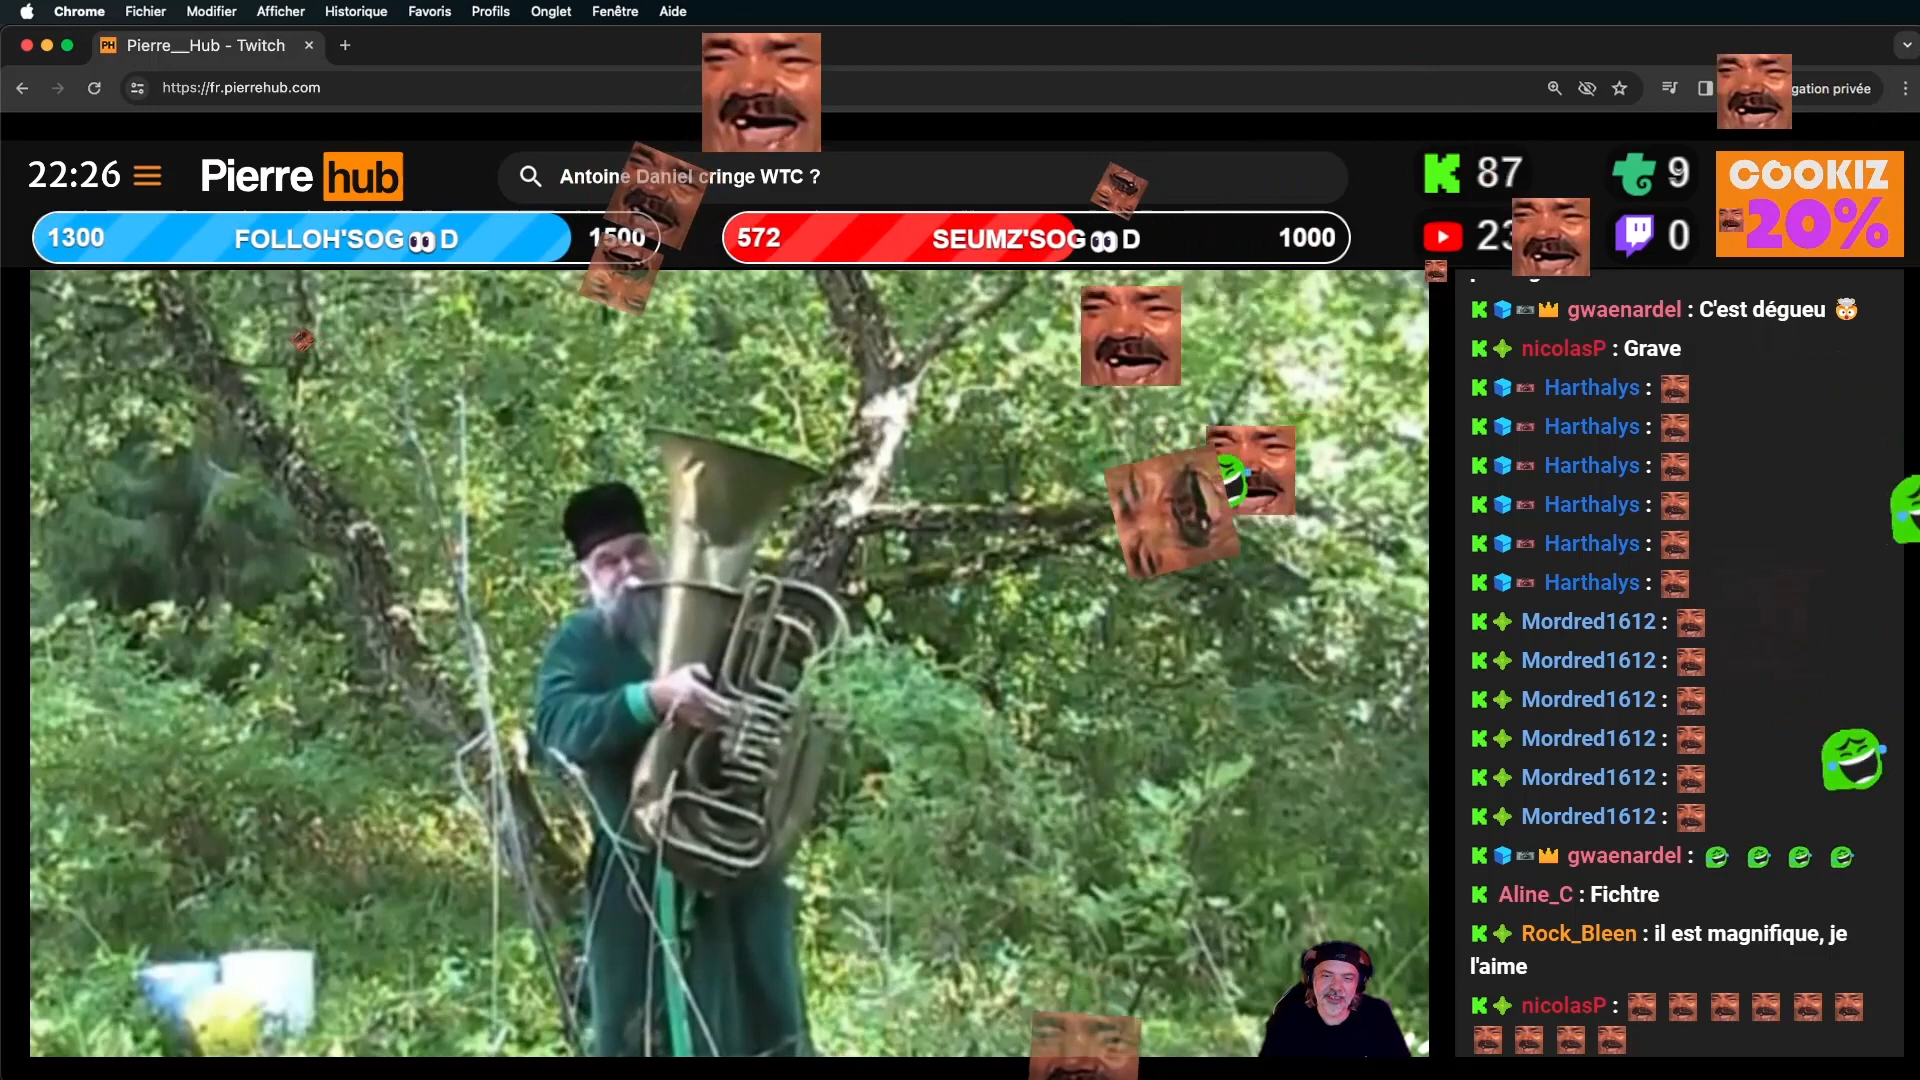 Chrome Fichier Modifier Afficher Historique Favoris Profils Onglet Fenêtre Aide
PH Pierre__Hub - Twitch
https://fr.pierrehub.com
gation privée
22:26
Pierre hub
Antoine Daniel cringe WTC ?
87
9
COOKIZ
20%
1300 FOLLOH'SOG👀D 1500
572 SEUMZ'SOG👀D 1000
0
gwaenardel : C'est dégueu 🤯
nicolasP : Grave
Harthalys :
Harthalys :
Harthalys :
Harthalys :
Harthalys :
Harthalys :
Mordred1612 :
Mordred1612 :
Mordred1612 :
Mordred1612 :
Mordred1612 :
Mordred1612 :
gwaenardel :
Aline_C : Fichtre
Rock_Bleen : il est magnifique, je
l'aime
nicolasP :